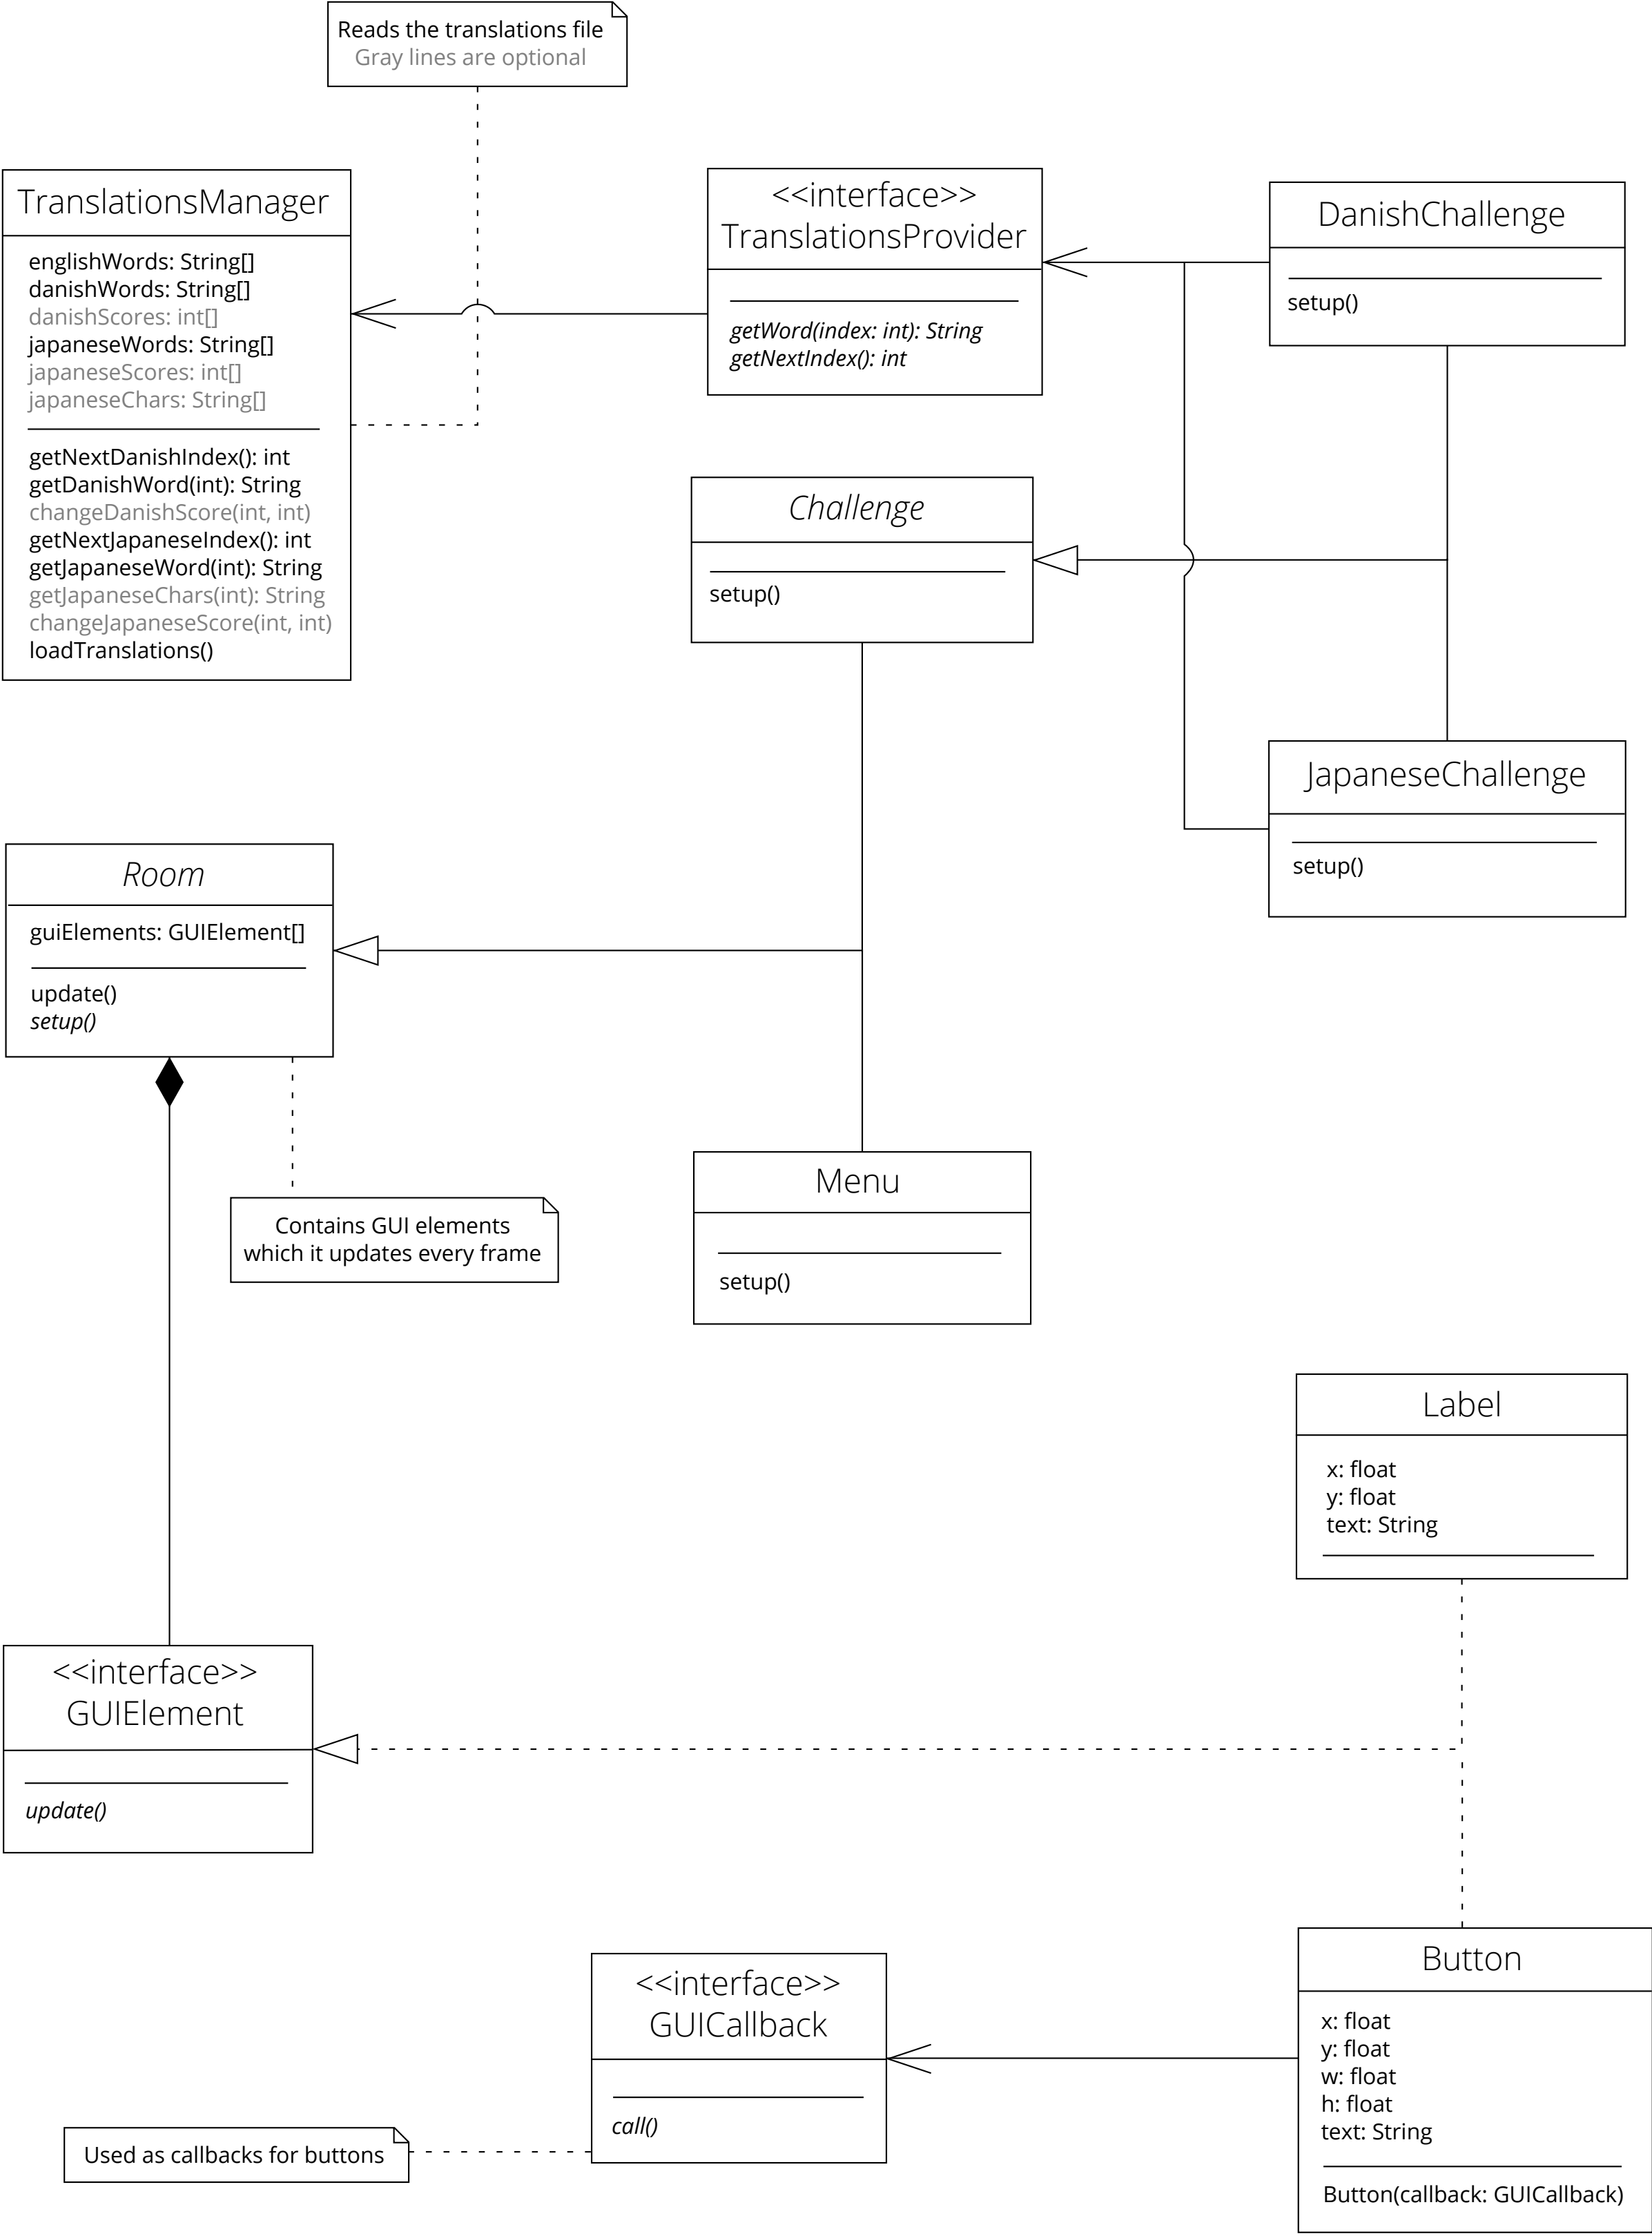 Reads the translations file
Gray lines are optional
TranslationsManager
englishWords: String[]
danishWords: String[]
danishScores: int[]
japaneseWords: String[]
japaneseScores: int[]
japaneseChars: String[]
getNextDanishIndex(): int
getDanishWord(int): String
changeDanishScore(int, int)
getNextJapaneseIndex(): int
getJapaneseWord(int): String
getJapaneseChars(int): String
changeJapaneseScore(int, int)
loadTranslations()
<<interface>>
TranslationsProvider
getWord(index: int): String
getNextIndex(): int
DanishChallenge
setup()
Challenge
setup()
JapaneseChallenge
setup()
Room
guiElements: GUIElement[]
update()
setup()
Contains GUI elements
which it updates every frame
Menu
setup()
Label
x: float
y: float
text: String
<<interface>>
GUIElement
update()
<<interface>>
GUICallback
call()
Used as callbacks for buttons
Button
x: float
y: float
w: float
h: float
text: String
Button(callback: GUICallback)